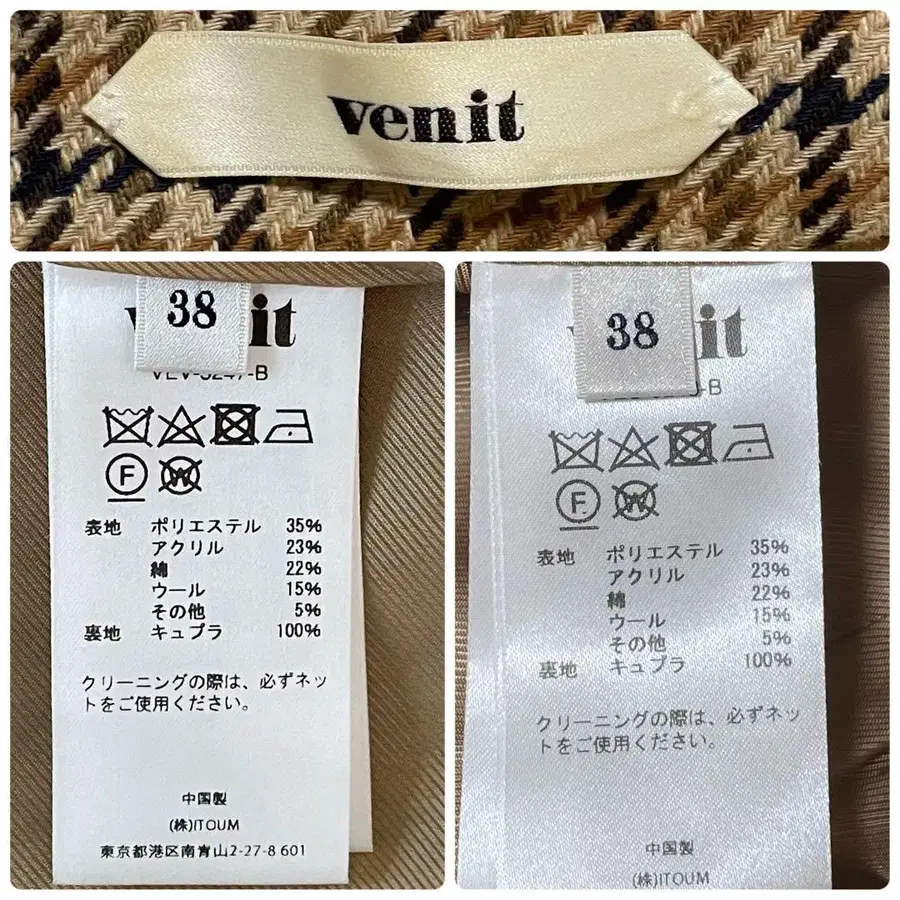 venit
38
VEV-3247-B
F
W
表地 ポリエステル 35%
アクリル 23%
綿 22%
ウール 15%
その他 5%
裏地 キュプラ 100%
クリーニングの際は、必ずネッ
トをご使用ください。
中国製
(株)ITOUM
東京都港区南青山2-27-8 601
38
it
-B
F
W
表地 ポリエステル 35%
アクリル 23%
綿 22%
ウール 15%
その他 5%
裏地 キュプラ 100%
クリーニングの際は、必ずネッ
トをご使用ください。
中国製
(株)ITOUM